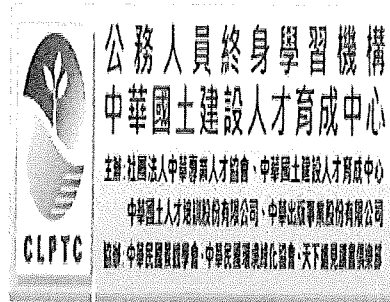 CLPTC
公務人員終身學習機構
中華國土建設人才育成中心
主辦:社團法人中華專業人才協會、中華國土建設人才育成中心
中華國土人才培訓股份有限公司、中華出版事業股份有限公司
協辦:中華民國 學會、中華民國環境綠化協會、天下遠見讀書俱樂部